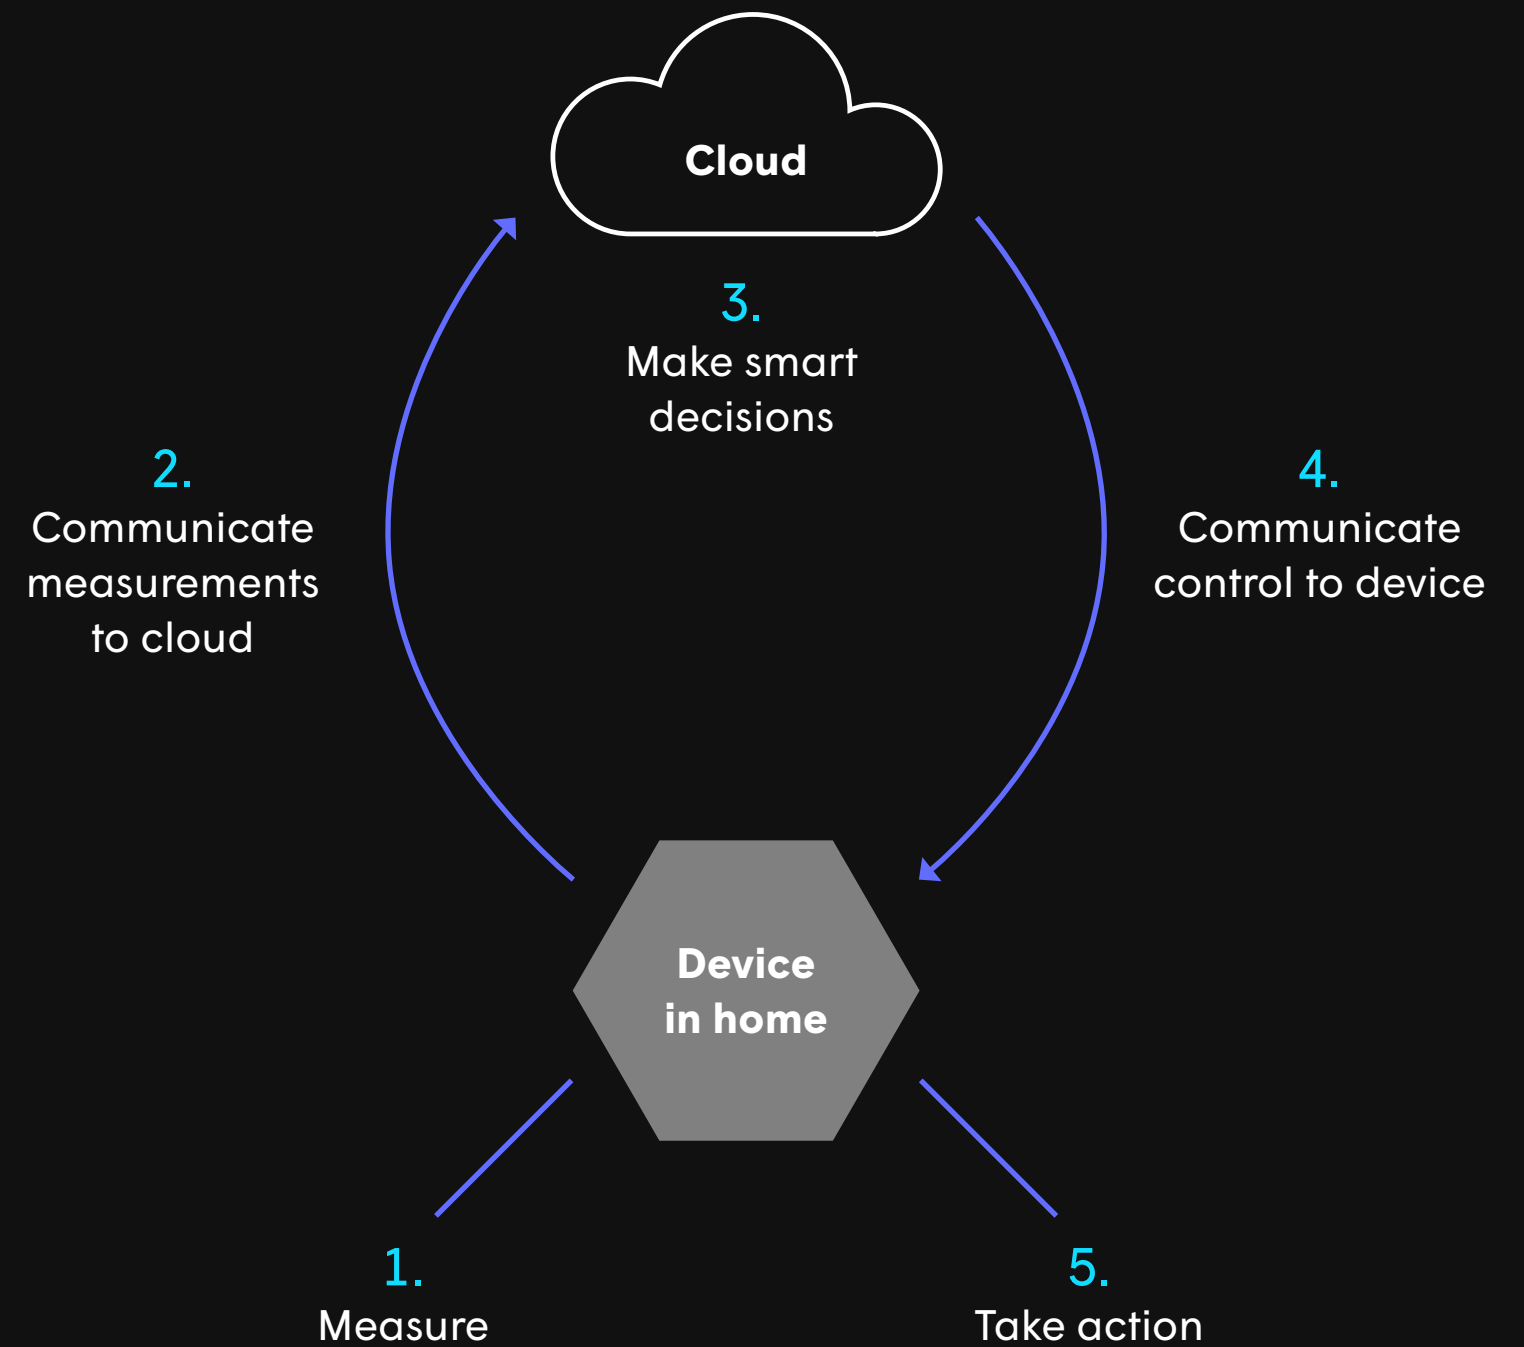 Cloud
3.
Make smart
decisions
2.
Communicate
measurements
to cloud
4.
Communicate
control to device
Device
in home
1.
Measure
5.
Take action